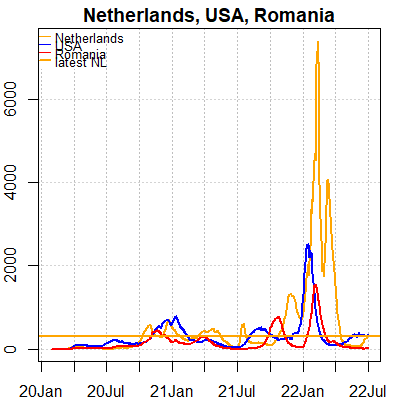 Netherlands, USA, Romania
Netherlands
USA
Romania
latest NL
6000
4000
2000
0
20Jan 20Jul 21Jan 21Jul 22Jan 22Jul